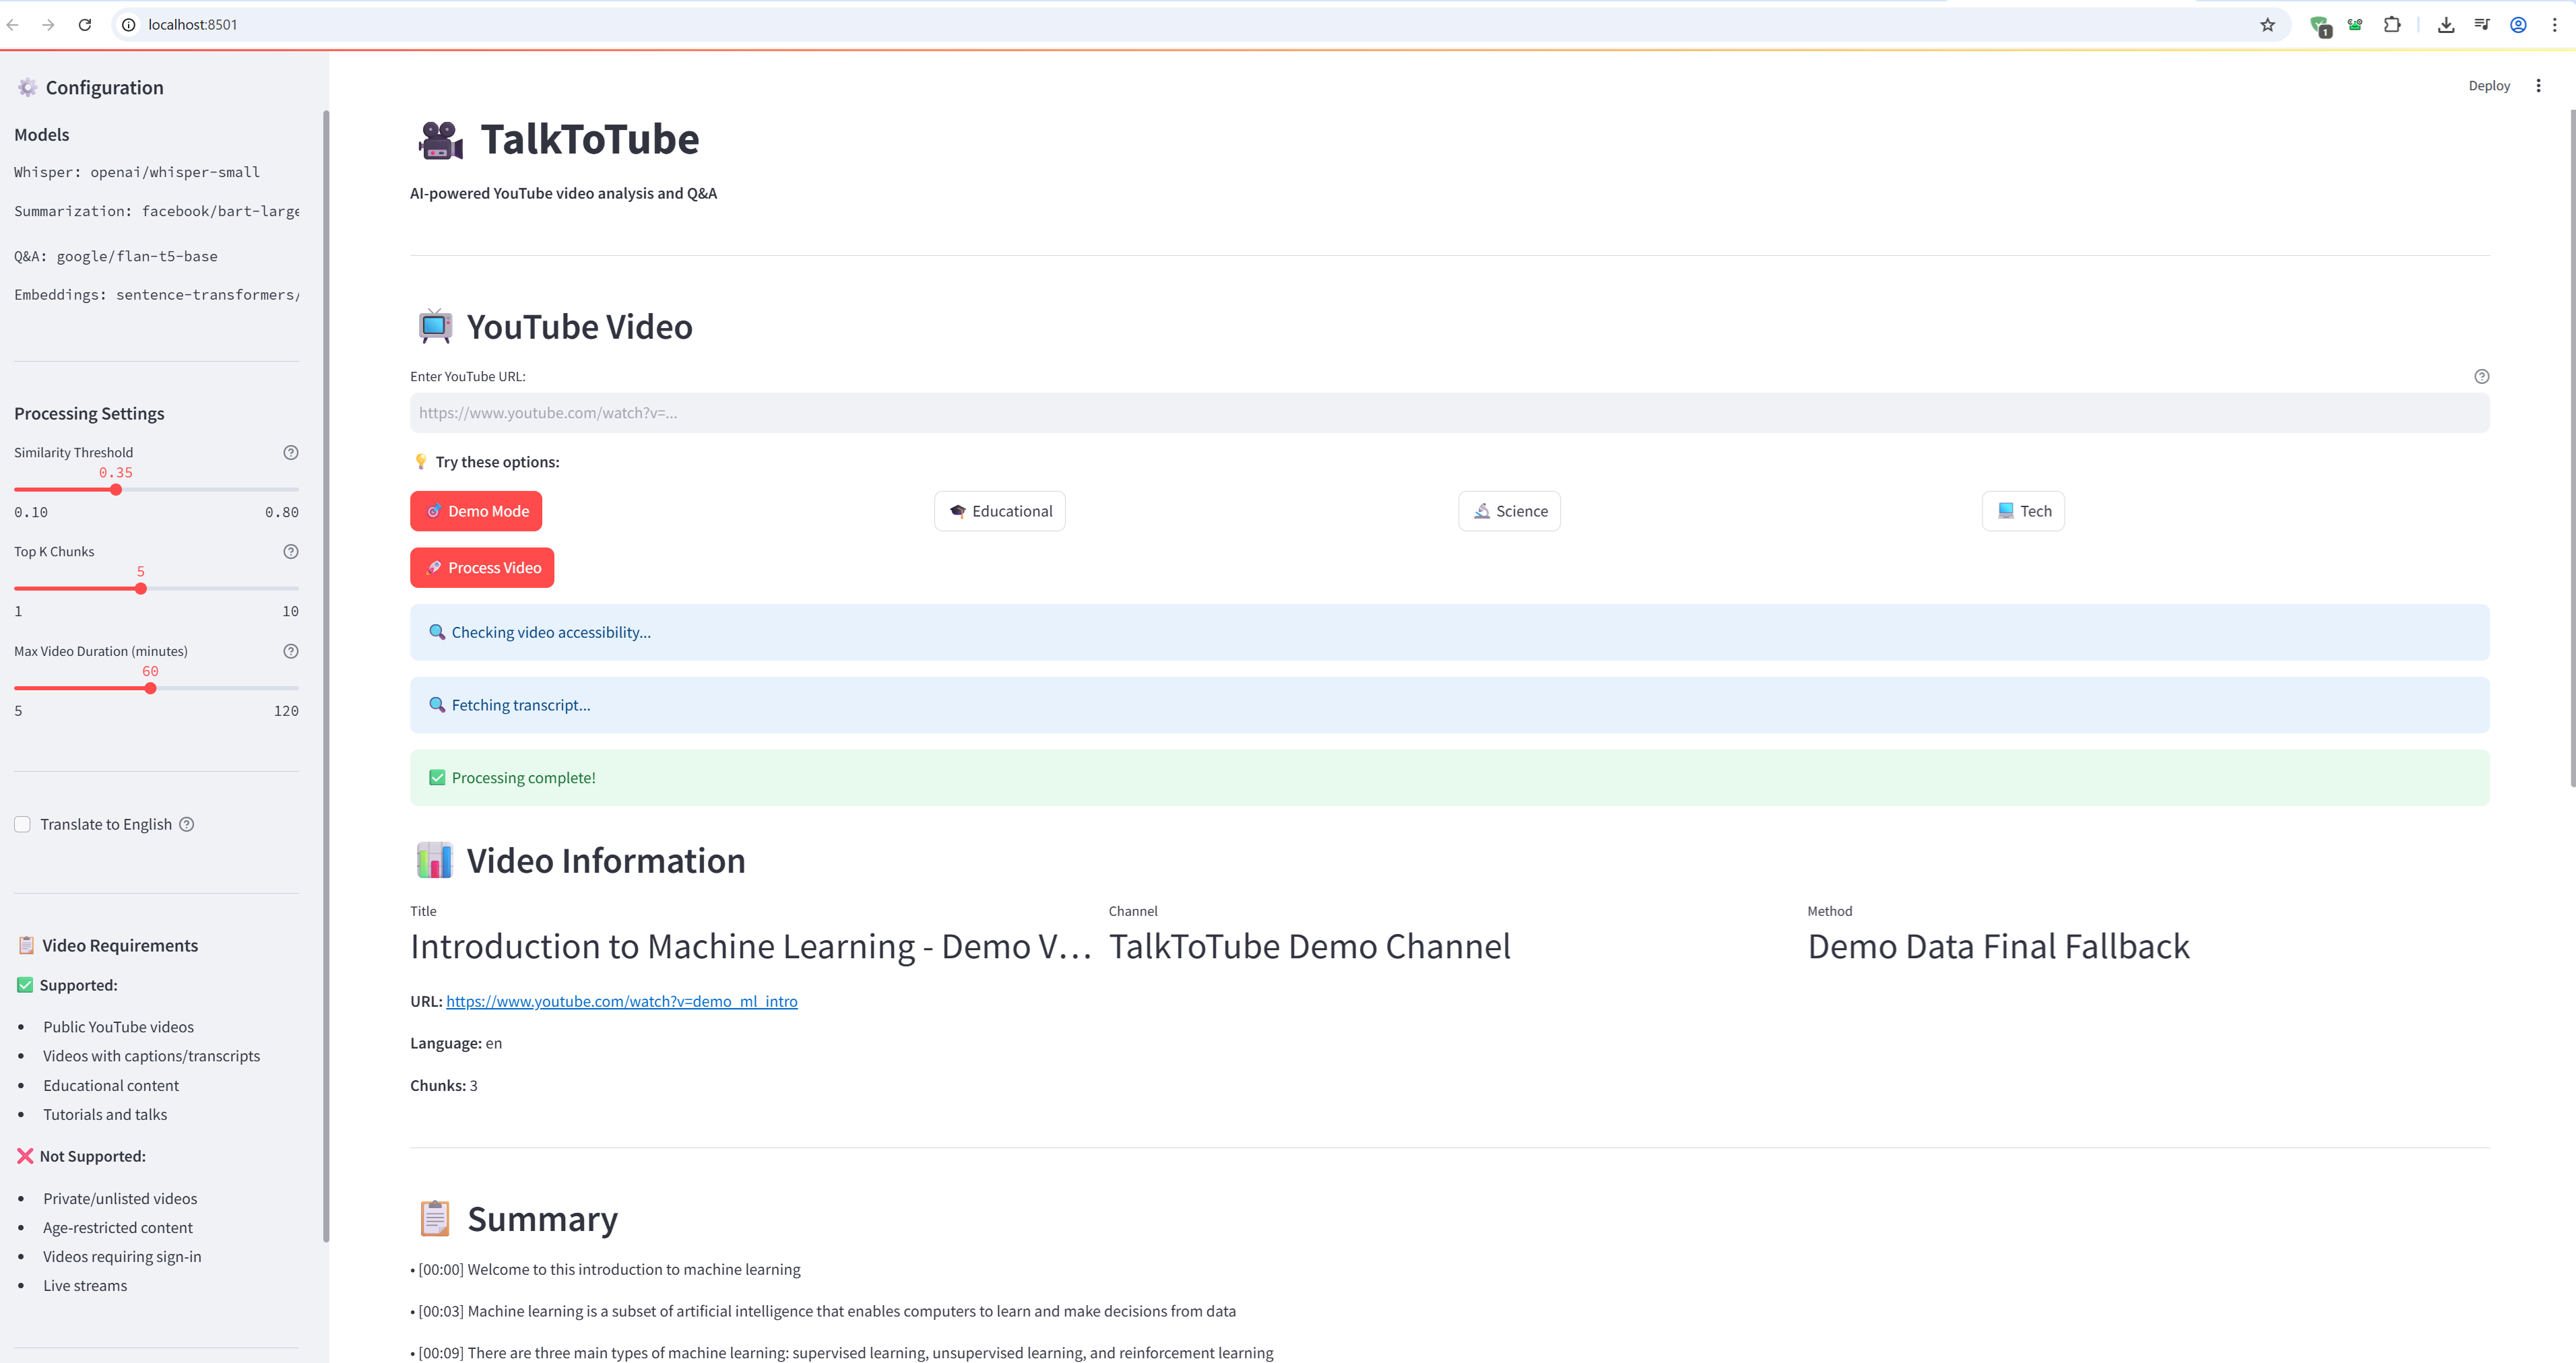 localhost:8501
1
Configuration
Models
Whisper: openai/whisper-small
Summarization: facebook/bart-large
Q&A: google/flan-t5-base
Embeddings: sentence-transformers/
Processing Settings
Similarity Threshold
0.35
0.10 0.80
Top K Chunks
5
1 10
Max Video Duration (minutes)
60
5 120
Translate to English
Video Requirements
Supported:
• Public YouTube videos
• Videos with captions/transcripts
• Educational content
• Tutorials and talks
Not Supported:
• Private/unlisted videos
• Age-restricted content
• Videos requiring sign-in
• Live streams
Deploy
TalkToTube
AI-powered YouTube video analysis and Q&A
YouTube Video
Enter YouTube URL:
https://www.youtube.com/watch?v=...
Try these options:
Demo Mode Educational Science Tech
Process Video
Checking video accessibility...
Fetching transcript...
Processing complete!
Video Information
Title Channel Method
Introduction to Machine Learning - Demo V... TalkToTube Demo Channel Demo Data Final Fallback
URL: https://www.youtube.com/watch?v=demo_ml_intro
Language: en
Chunks: 3
Summary
• [00:00] Welcome to this introduction to machine learning
• [00:03] Machine learning is a subset of artificial intelligence that enables computers to learn and make decisions from data
• [00:09] There are three main types of machine learning: supervised learning, unsupervised learning, and reinforcement learning